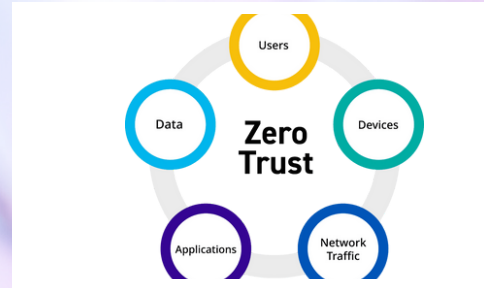 Users
Data
Zero
Trust
Devices
Applications
Network
Traffic